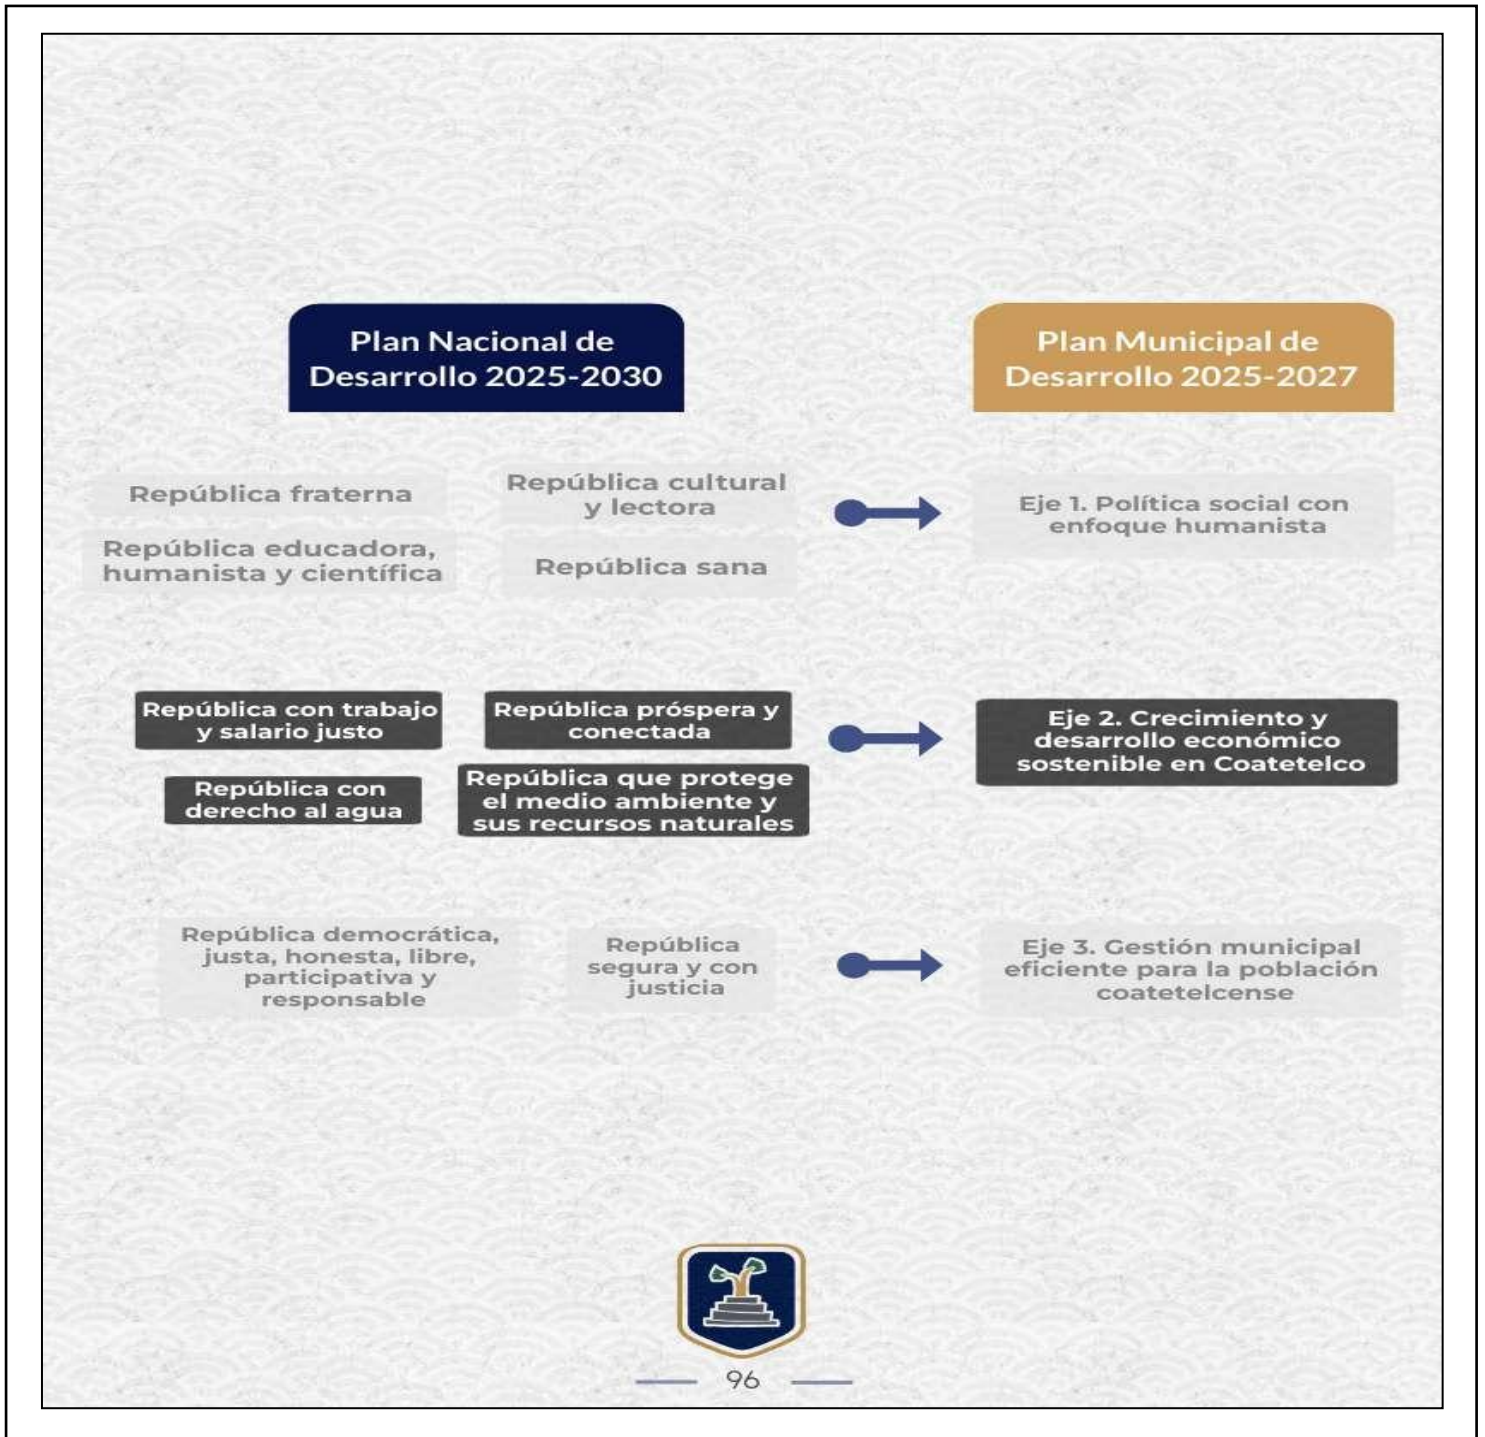 Plan Nacional de
Desarrollo 2025-2030
Plan Municipal de
Desarrollo 2025-2027
República fraterna
República cultural
y lectora
República educadora,
humanista y científica
República sana
Eje 1. Política social con
enfoque humanista
República con trabajo
y salario justo
República próspera y
conectada
República con
derecho al agua
República que protege
el medio ambiente y
sus recursos naturales
Eje 2. Crecimiento y
desarrollo económico
sostenible en Coatetelco
República democrática,
justa, honesta, libre,
participativa y
responsable
República
segura y con
justicia
Eje 3. Gestión municipal
eficiente para la población
coatetelcense
96